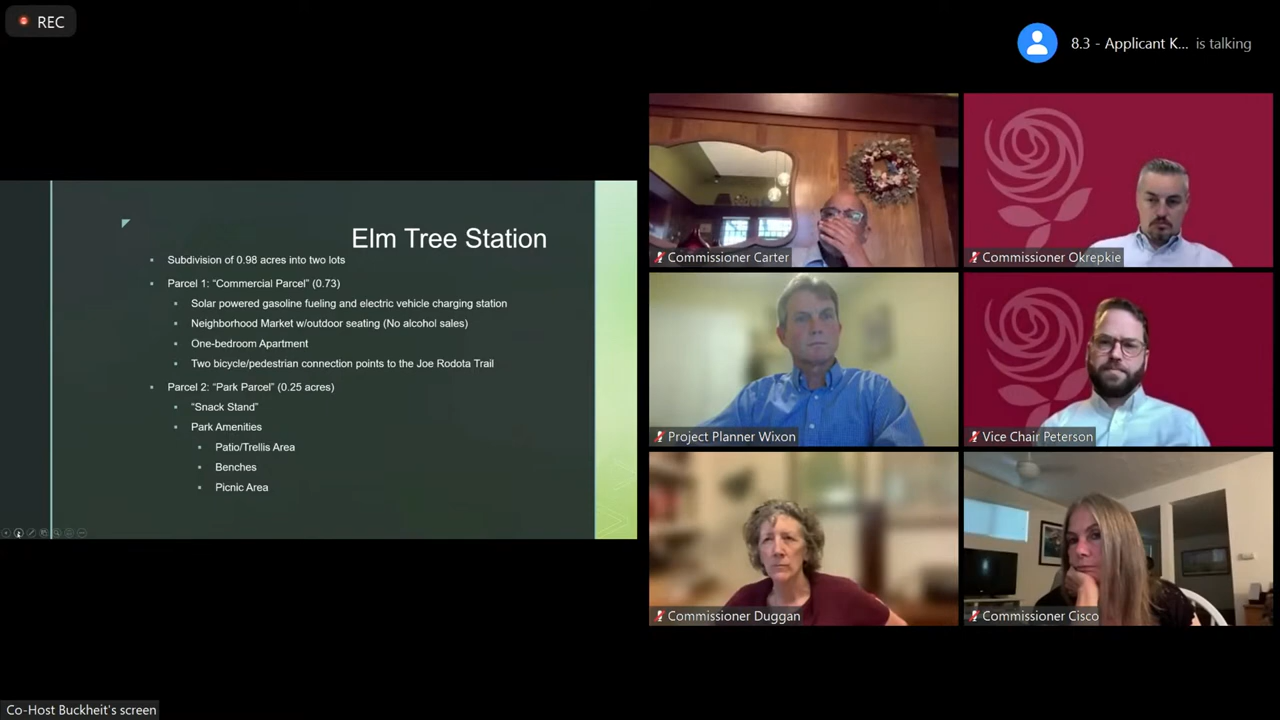 REC
8.3 - Applicant K... is talking
Elm Tree Station
Subdivision of 0.98 acres into two lots
Parcel 1: “Commercial Parcel” (0.73)
Solar powered gasoline fueling and electric vehicle charging station
Neighborhood Market w/outdoor seating (No alcohol sales)
One-bedroom Apartment
Two bicycle/pedestrian connection points to the Joe Rodota Trail
Parcel 2: “Park Parcel” (0.25 acres)
“Snack Stand”
Park Amenities
Patio/Trellis Area
Benches
Picnic Area
Commissioner Carter
Commissioner Okrepkie
Project Planner Wixon
Vice Chair Peterson
Commissioner Duggan
Commissioner Cisco
Co-Host Buckheit's screen